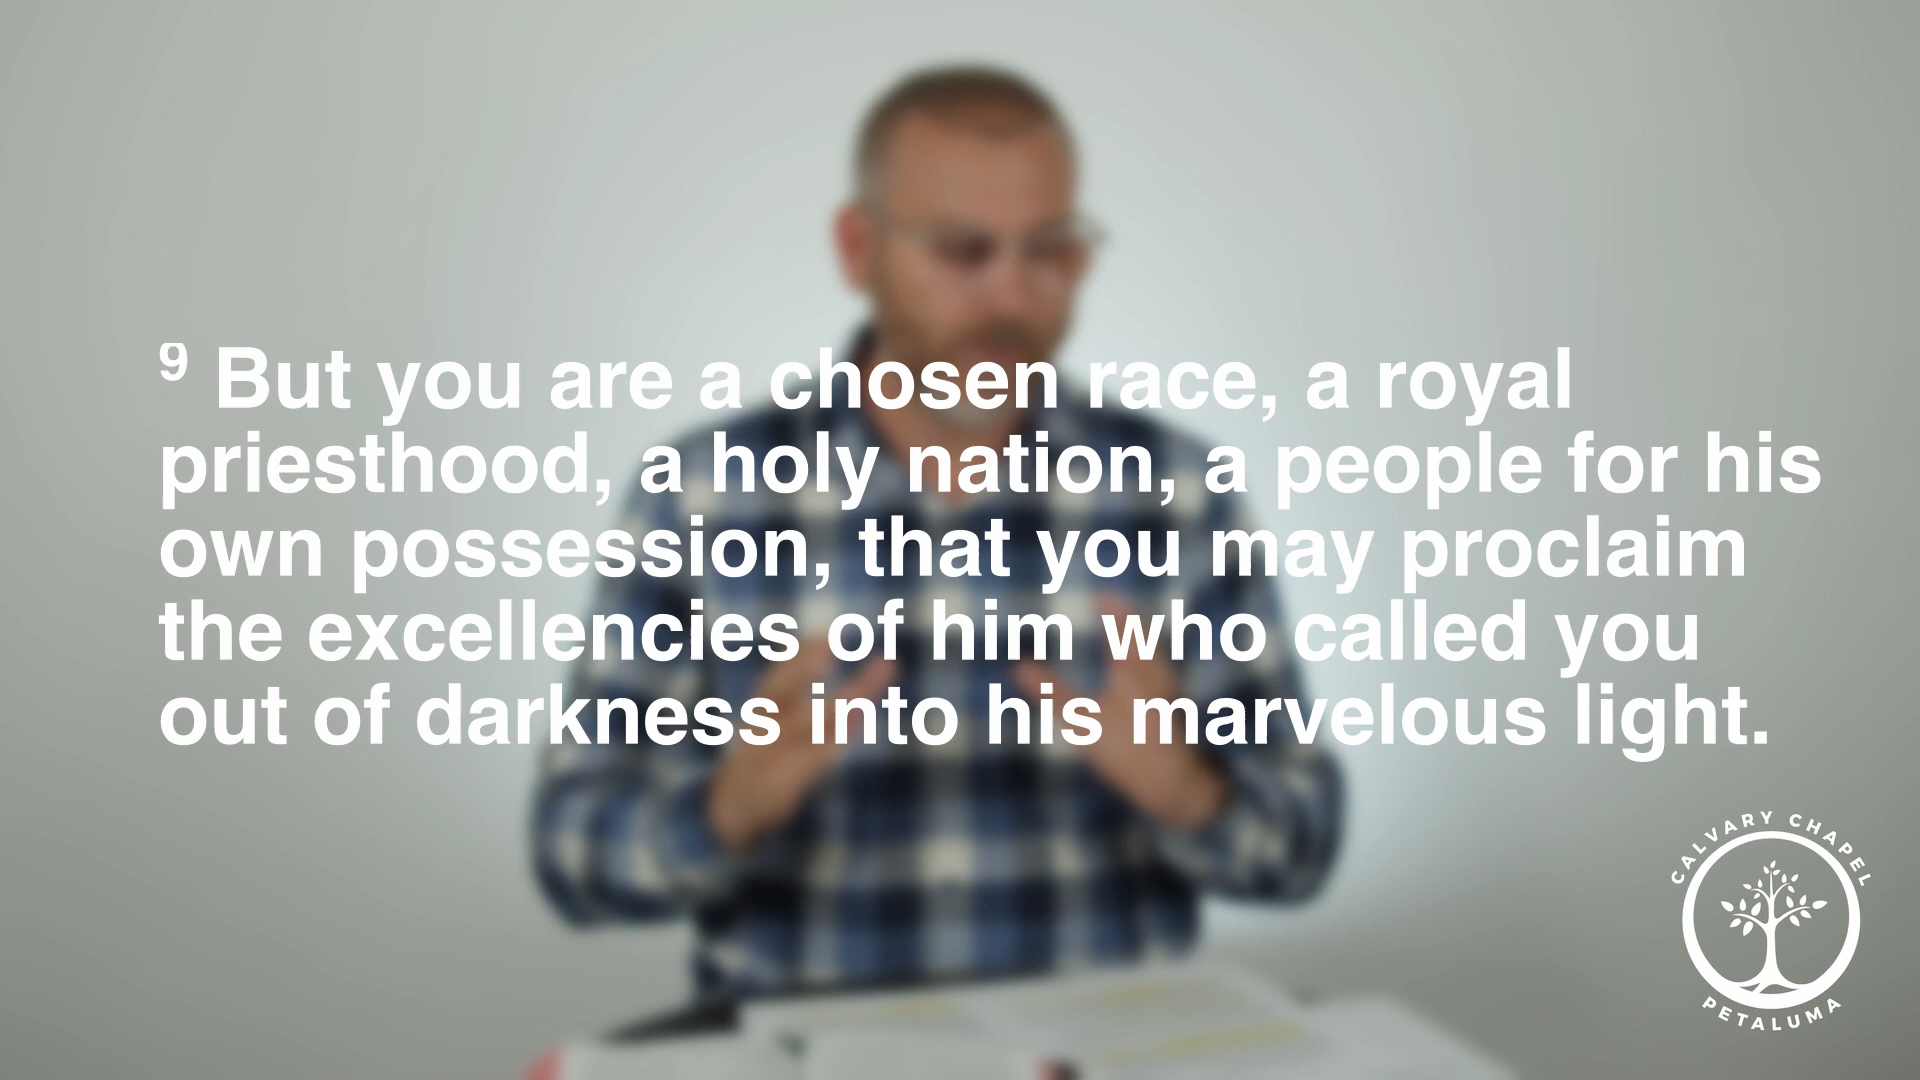 9 But you are a chosen race, a royal
priesthood, a holy nation, a people for his
own possession, that you may proclaim
the excellencies of him who called you
out of darkness into his marvelous light.
CALVARY CHAPEL
PETALUMA